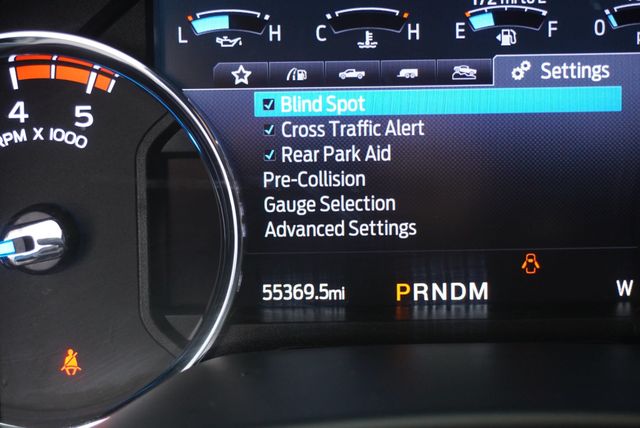 L H C H E F 0
Settings
Blind Spot
Cross Traffic Alert
Rear Park Aid
Pre-Collision
Gauge Selection
Advanced Settings
4 5
RPM X 1000
55369.5mi PRNDM W